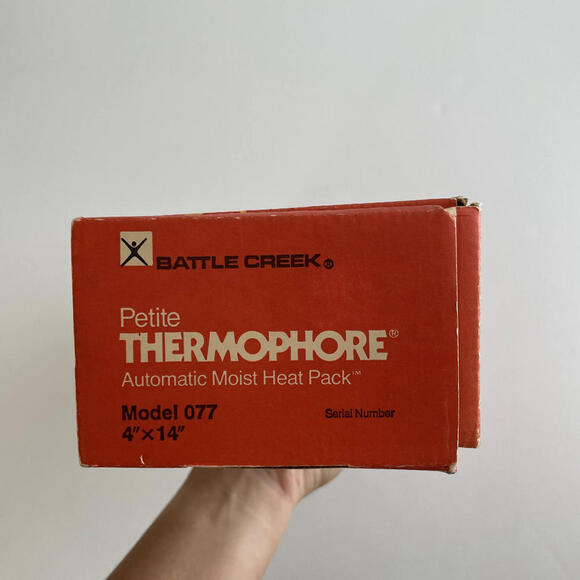 BATTLE CREEK®
Petite
THERMOPHORE®
Automatic Moist Heat Pack™
Model 077
4"×14"
Serial Number